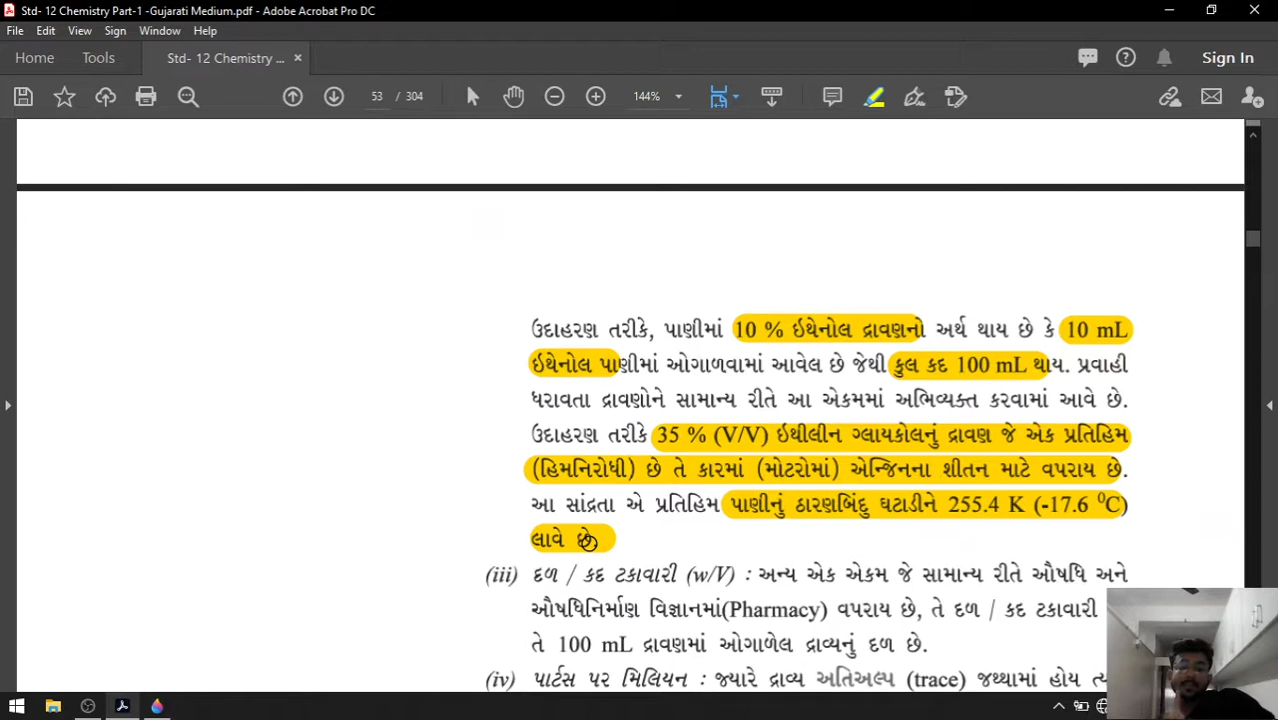 Std- 12 Chemistry Part-1 -Gujarati Medium.pdf - Adobe Acrobat Pro DC
File Edit View Sign Window Help
Home Tools Std- 12 Chemistry ... × Sign In
53 / 304 144%
ઉદાહરણ તરીકે, પાણીમાં 10 % ઇથેનોલ દ્રાવણનો અર્થ થાય છે કે 10 mL
ઇથેનોલ પાણીમાં ઓગાળવામાં આવેલ છે જેથી કુલ કદ 100 mL થાય. પ્રવાહી
ધરાવતા દ્રાવણોને સામાન્ય રીતે આ એકમમાં અભિવ્યક્ત કરવામાં આવે છે.
ઉદાહરણ તરીકે 35 % (V/V) ઇથીલીન ગ્લાયકોલનું દ્રાવણ જે એક પ્રતિહિમ
(હિમનિરોધી) છે તે કારમાં (મોટરોમાં) એન્જિનના શીતન માટે વપરાય છે.
આ સાંદ્રતા એ પ્રતિહિમ પાણીનું ઠારણબિંદુ ઘટાડીને 255.4 K (-17.6 ⁰C)
લાવે છે.
(iii) દળ / કદ ટકાવારી (w/V) : અન્ય એક એકમ જે સામાન્ય રીતે ઔષધિ અને
ઔષધિનિર્માણ વિજ્ઞાનમાં(Pharmacy) વપરાય છે, તે દળ / કદ ટકાવારી
તે 100 mL દ્રાવણમાં ઓગાળેલ દ્રાવ્યનું દળ છે.
(iv) પાર્ટસ પર મિલિયન : જ્યારે દ્રાવ્ય અતિઅલ્પ (trace) જથ્થામાં હોય